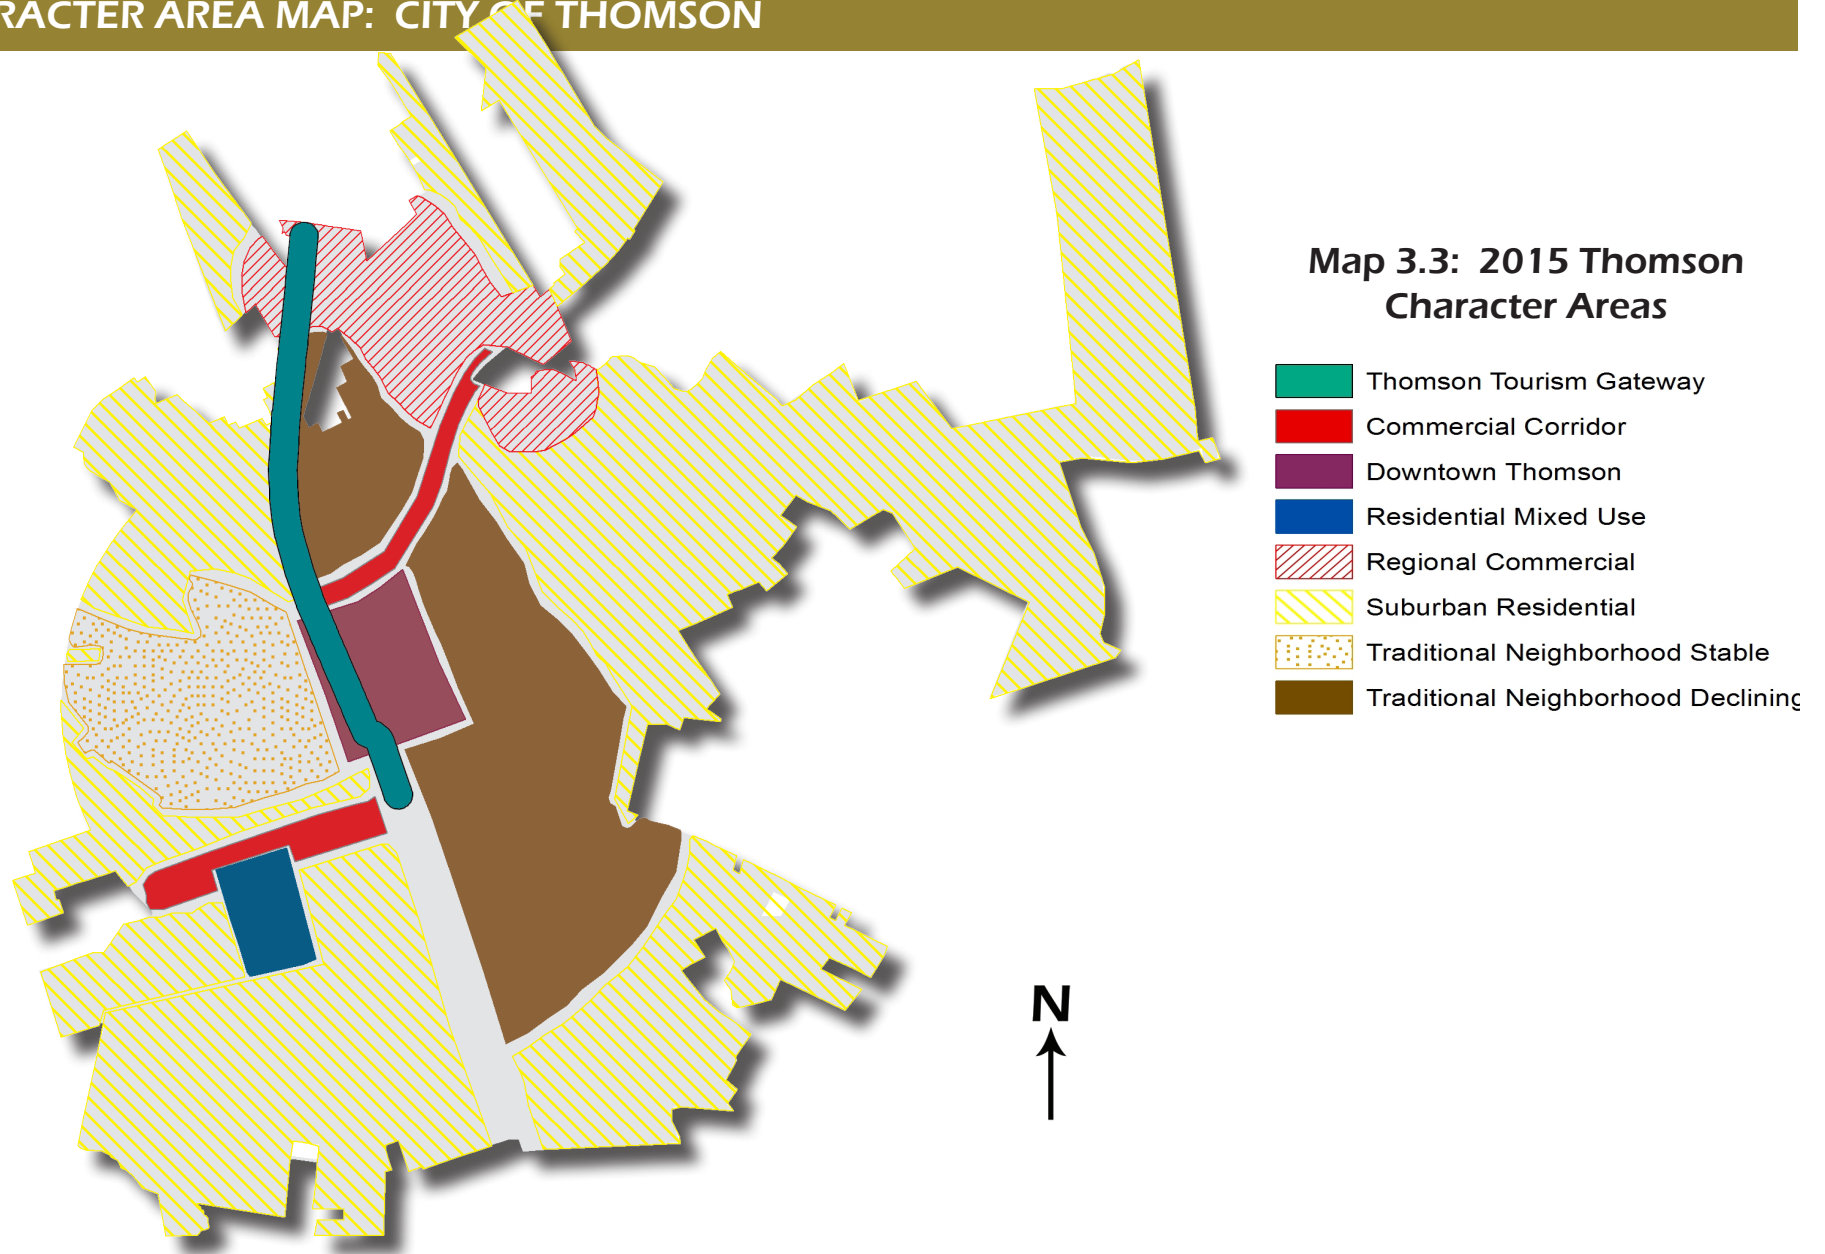 RACTER AREA MAP: CITY OF THOMSON
Map 3.3: 2015 Thomson
Character Areas
Thomson Tourism Gateway
Commercial Corridor
Downtown Thomson
Residential Mixed Use
Regional Commercial
Suburban Residential
Traditional Neighborhood Stable
Traditional Neighborhood Declining
N